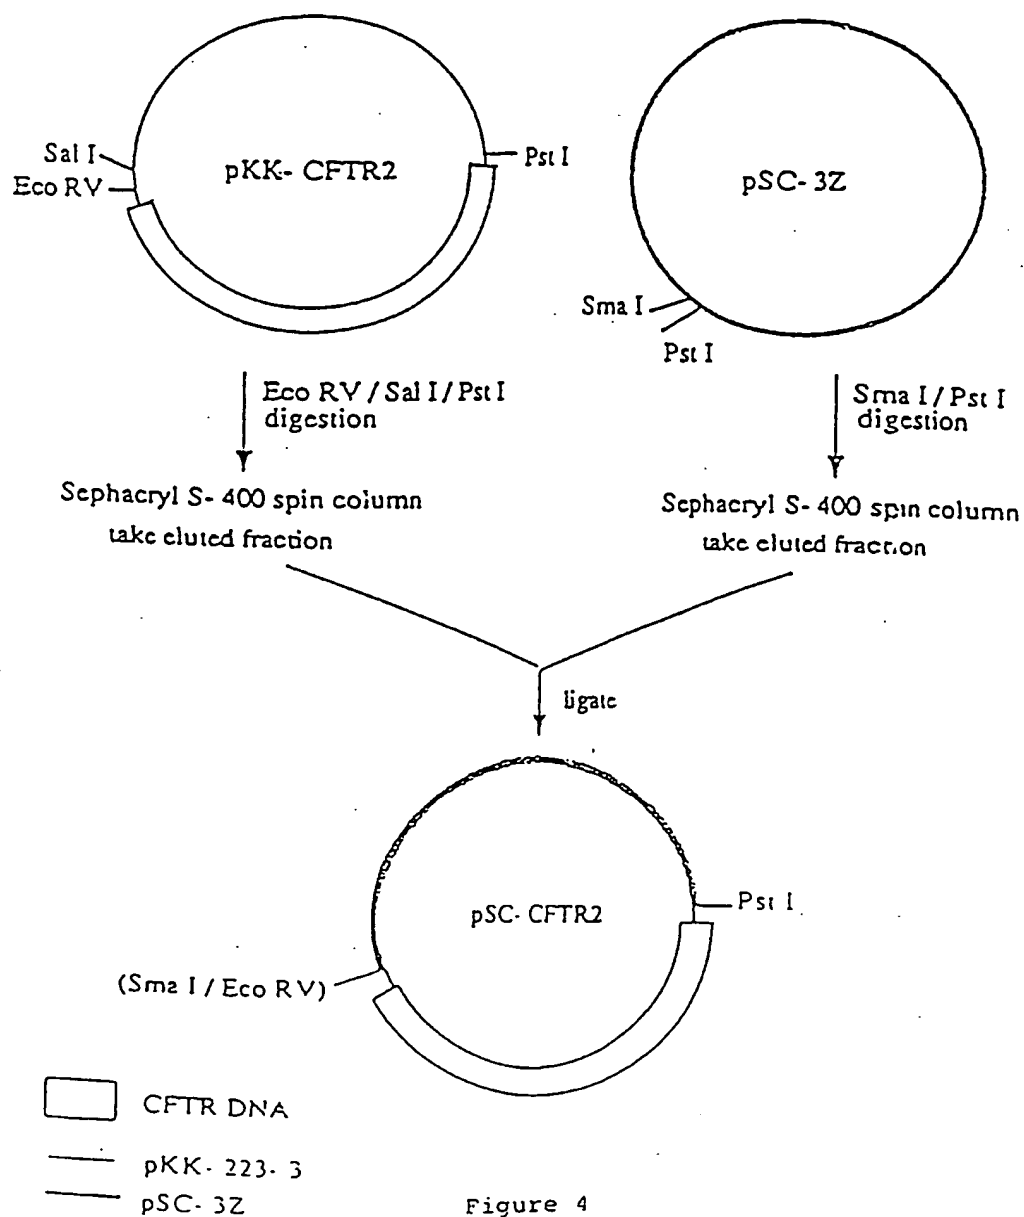 Sal I
Eco RV
pKK- CFTR2
Pst I
pSC- 3Z
Sma I
Pst I
Eco RV / Sal I / Pst I
digestion
Sma I / Pst I
digestion
Sephacryl S- 400 spin column
take eluted fraction
Sephacryl S- 400 spin column
take eluted fraction
ligate
pSC- CFTR2
Pst I
(Sma I / Eco RV)
CFTR DNA
pKK- 223- 3
pSC- 3Z
Figure 4